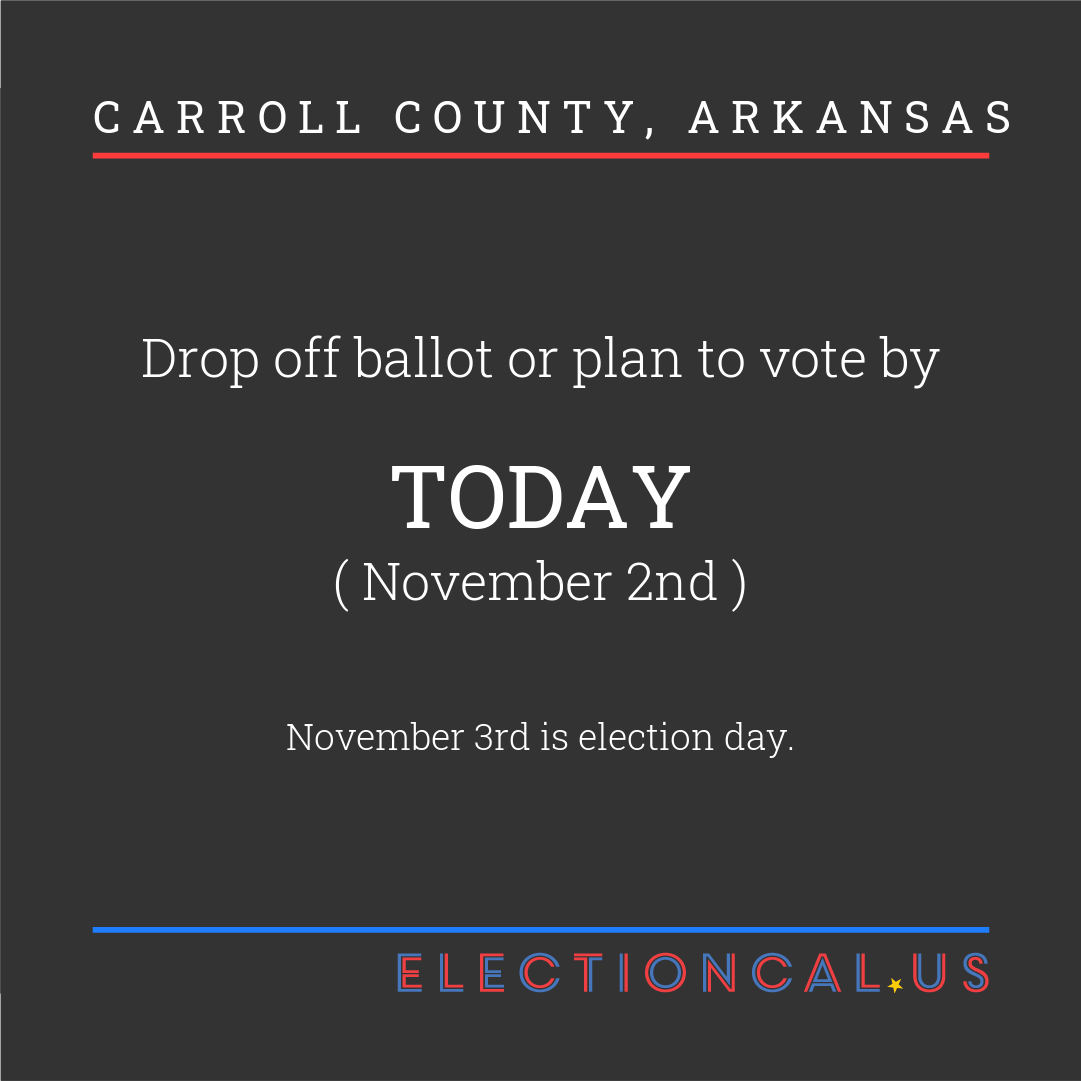 CARROLL COUNTY, ARKANSAS
Drop off ballot or plan to vote by
TODAY
( November 2nd )
November 3rd is election day.
ELECTIONCAL.US